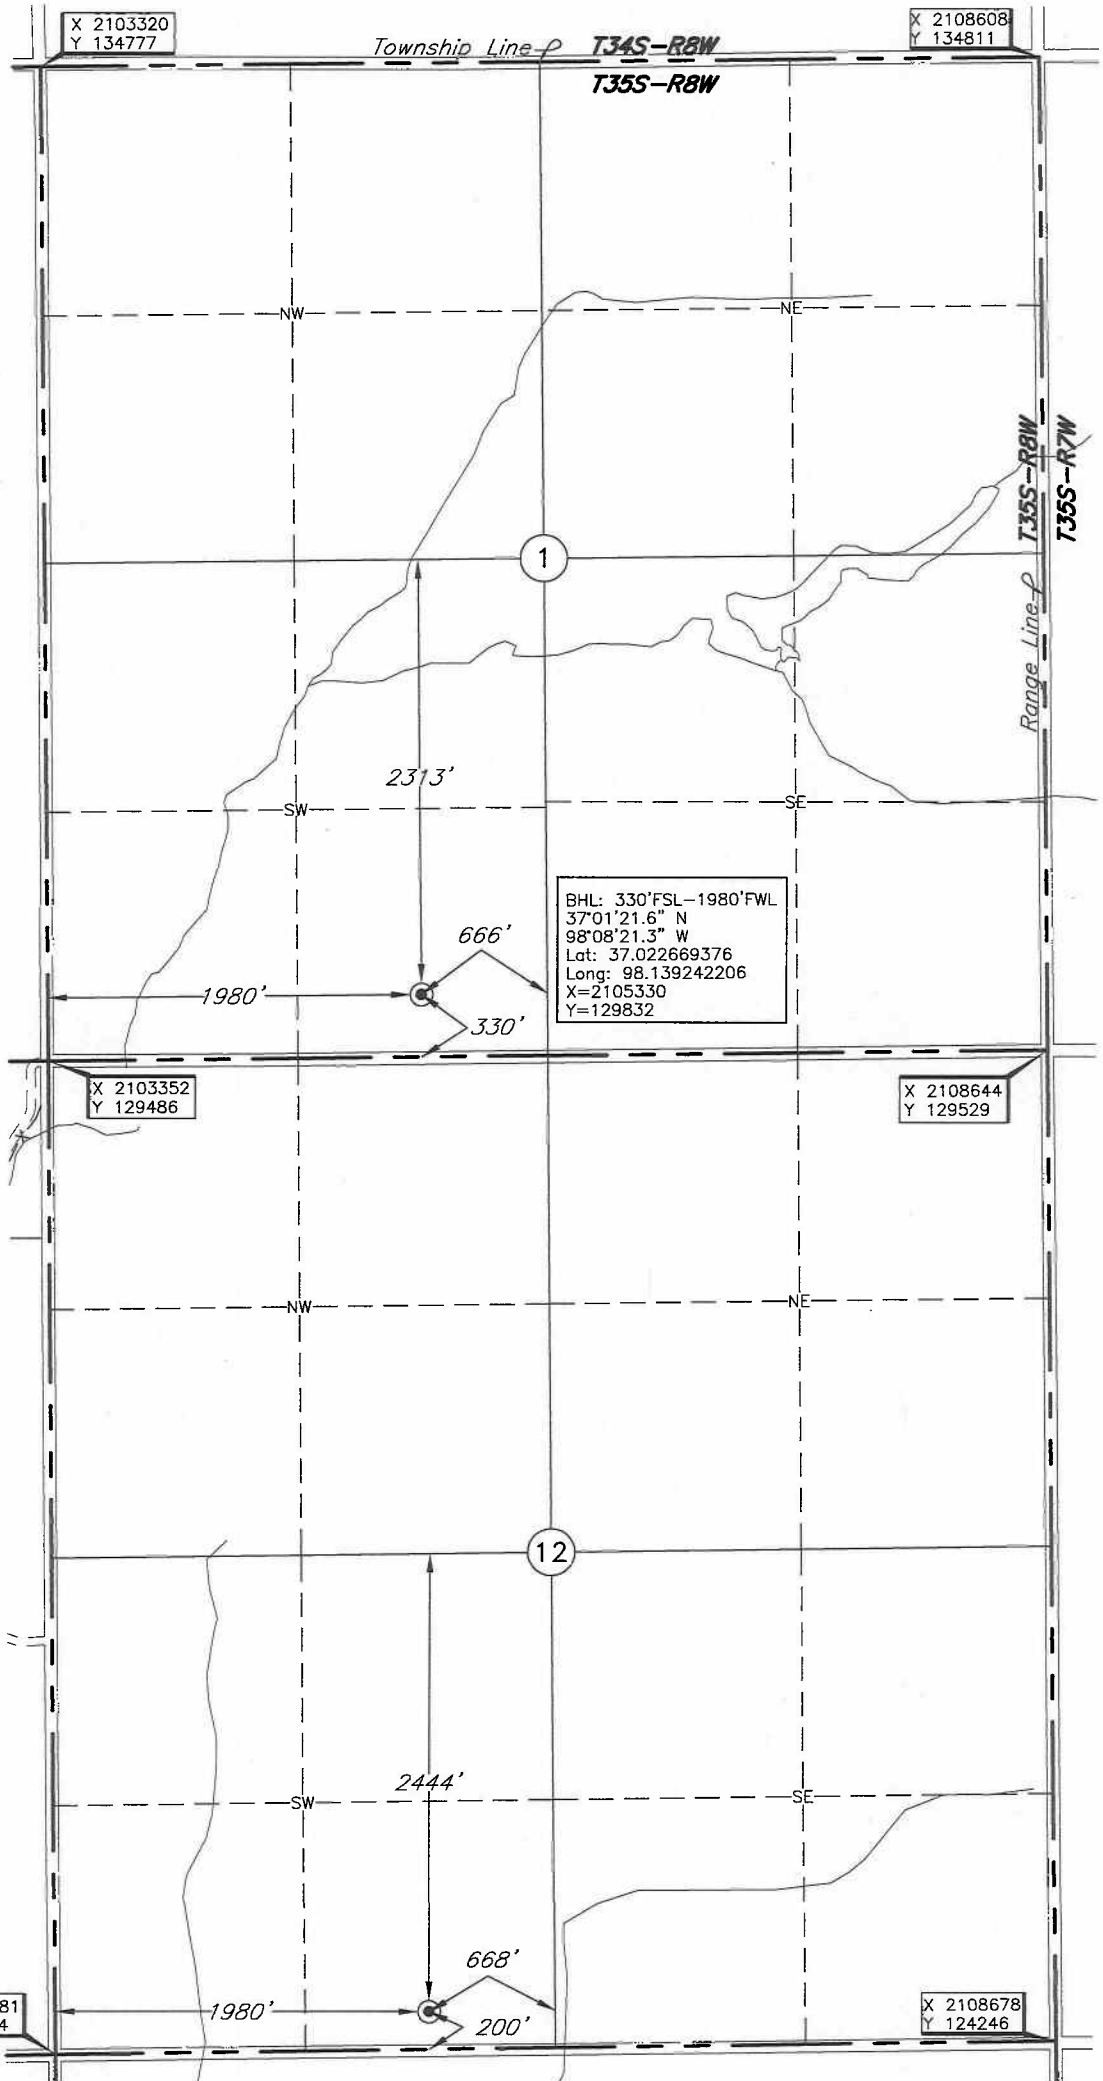 X 2103320
Y 134777
X 2108608
Y 134811
Township Line
T34S-R8W
T35S-R8W
NW
NE
T35S-R8W
T35S-R7W
Range Line
1
2313'
SW
SE
BHL: 330'FSL-1980'FWL
37°01'21.6" N
98°08'21.3" W
Lat: 37.022669376
Long: 98.139242206
X=2105330
Y=129832
666'
1980'
330'
X 2103352
Y 129486
X 2108644
Y 129529
NW
NE
12
2444'
SW
SE
668'
1980'
200'
81
4
X 2108678
Y 124246